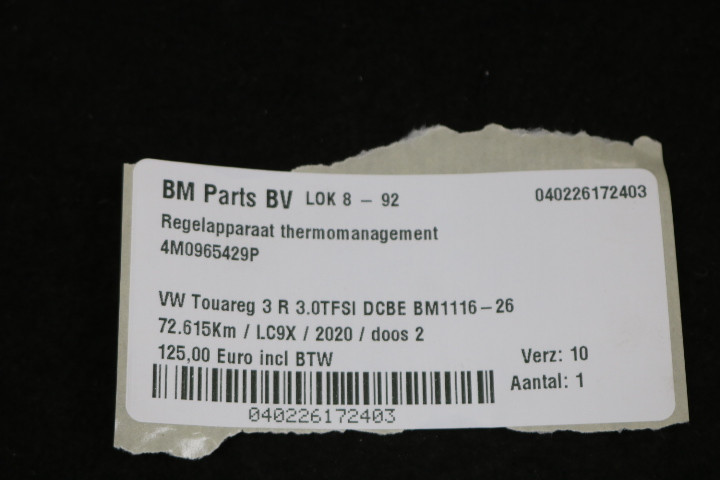 BM Parts BV LOK 8 – 92 040226172403
Regelapparaat thermomanagement
4M0965429P
VW Touareg 3 R 3.0TFSI DCBE BM1116–26
72.615Km / LC9X / 2020 / doos 2
125,00 Euro incl BTW Verz: 10
Aantal: 1
040226172403